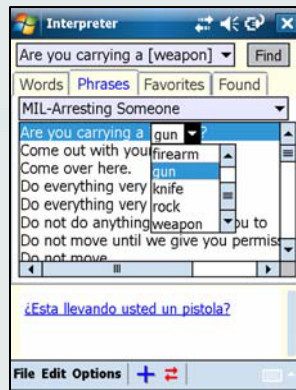 Interpreter
Are you carrying a [weapon]
Find
Words Phrases Favorites Found
MIL-Arresting Someone
Are you carrying a gun ?
Come out with you
Come over here.
Do everything very
Do everything very
Do not do anything ou to
Do not move until we give you permis
Do not move
firearm
gun
knife
rock
weapon
¿Esta llevando usted un pistola?
File Edit Options